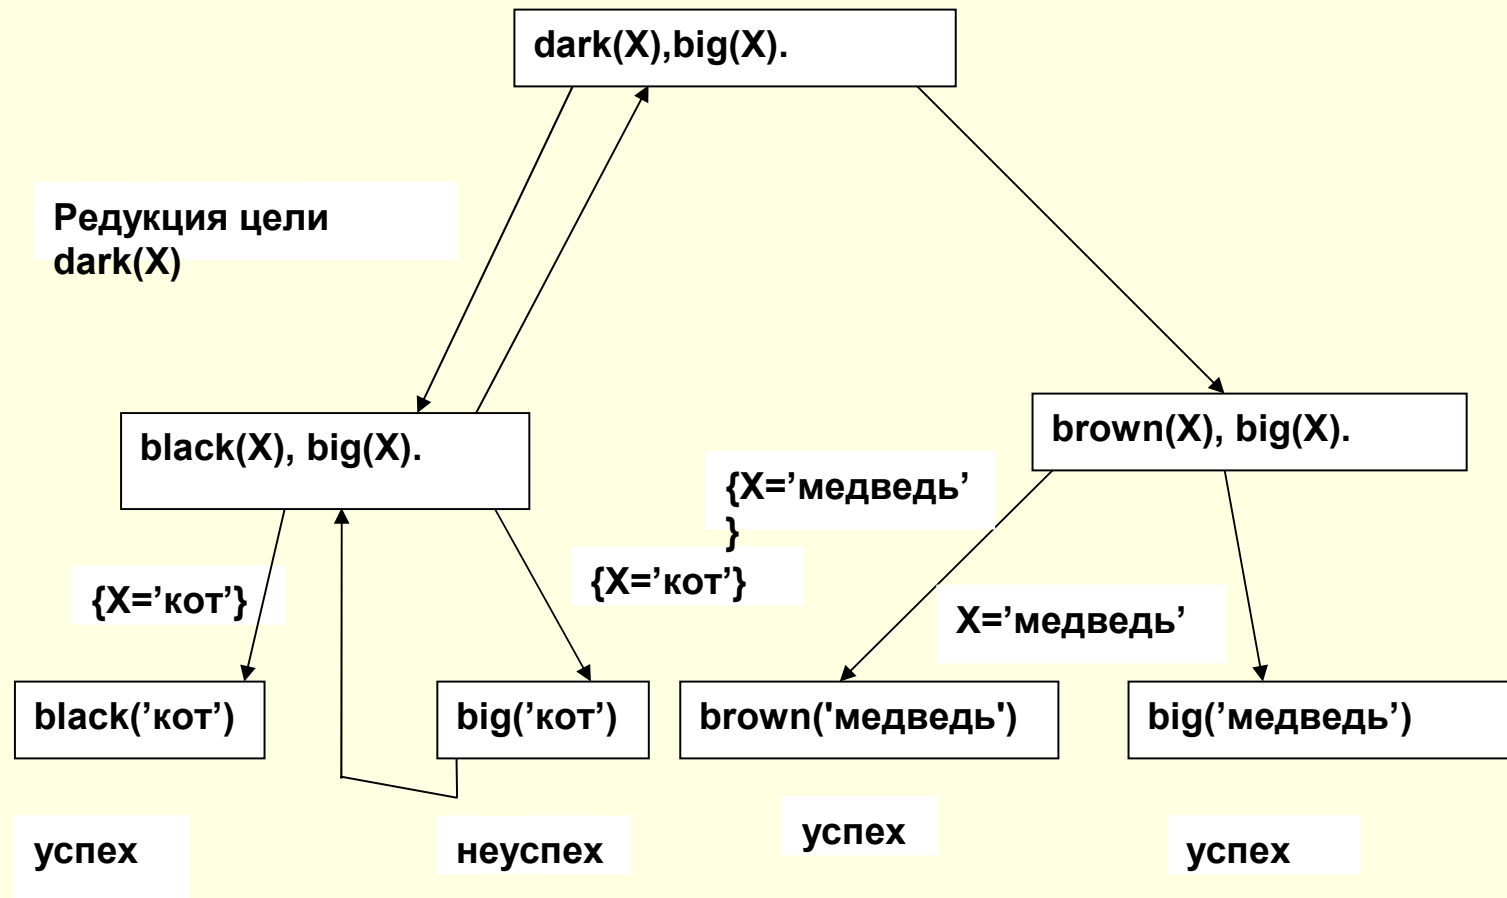 dark(X),big(X).
Редукция цели
dark(X)
black(X), big(X).
brown(X), big(X).
{X=’медведь’
}
{X=’кот’}
{X=’кот’}
X=’медведь’
black(’кот’)
big(’кот’)
brown('медведь')
big(’медведь’)
успех
неуспех
успех
успех